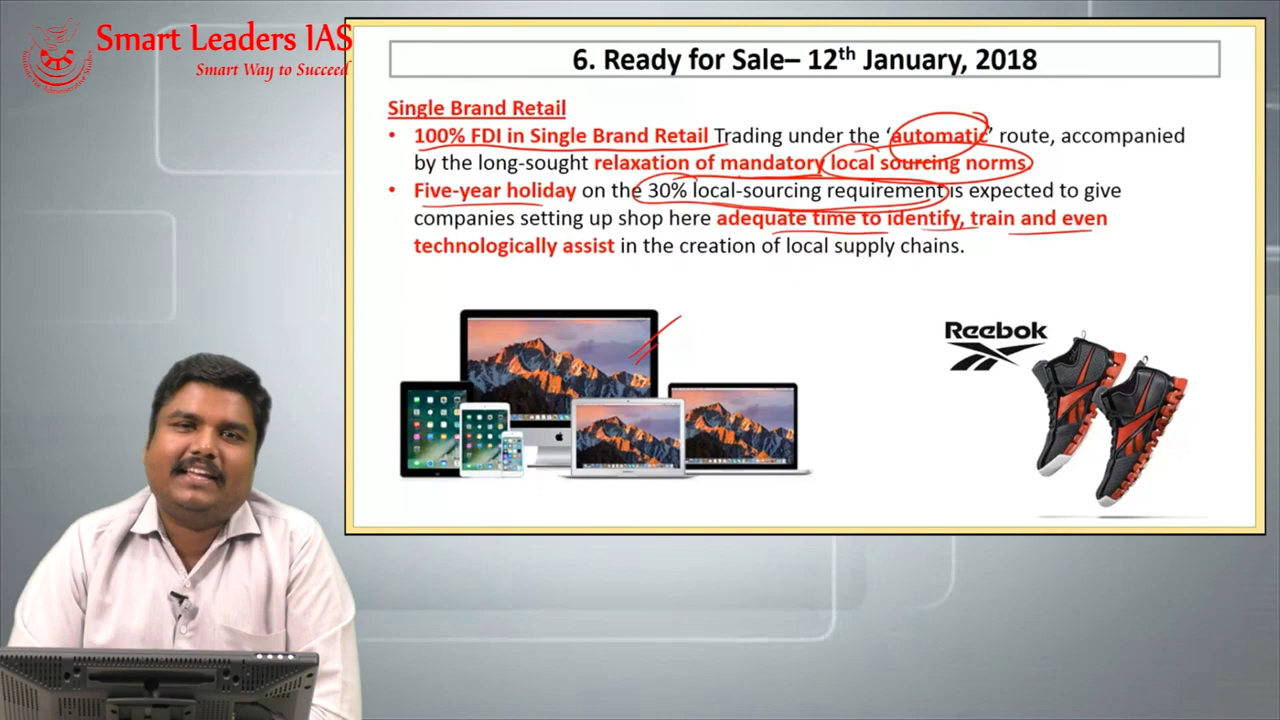 Smart Leaders IAS
Smart Way to Succeed
6. Ready for Sale– 12th January, 2018
Single Brand Retail
• 100% FDI in Single Brand Retail Trading under the ‘automatic’ route, accompanied
by the long-sought relaxation of mandatory local sourcing norms.
• Five-year holiday on the 30% local-sourcing requirement is expected to give
companies setting up shop here adequate time to identify, train and even
technologically assist in the creation of local supply chains.
Reebok